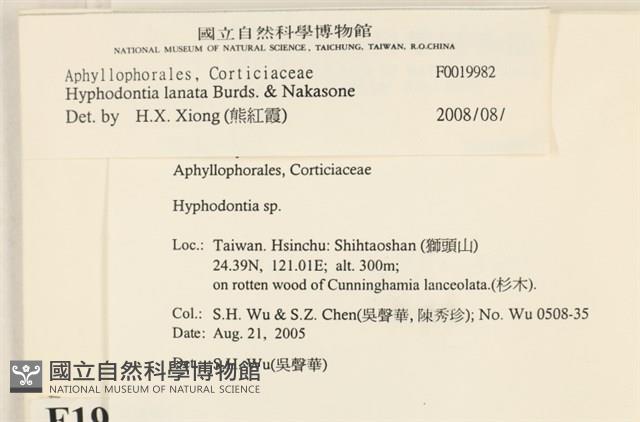 國立自然科學博物館
NATIONAL MUSEUM OF NATURAL SCIENCE, TAICHUNG, TAIWAN, R.O.CHINA
Aphyllophorales, Corticiaceae F0019982
Hyphodontia lanata Burds. & Nakasone
Det. by H.X. Xiong (熊紅霞) 2008/08/
Aphyllophorales, Corticiaceae
Hyphodontia sp.
Loc.: Taiwan. Hsinchu: Shihtaoshan (獅頭山)
24.39N, 121.01E; alt. 300m;
on rotten wood of Cunninghamia lanceolata.(杉木).
Col.: S.H. Wu & S.Z. Chen(吳聲華, 陳秀珍); No. Wu 0508-35
Date: Aug. 21, 2005
Det.: S.H. Wu(吳聲華)
國立自然科學博物館
NATIONAL MUSEUM OF NATURAL SCIENCE
F19